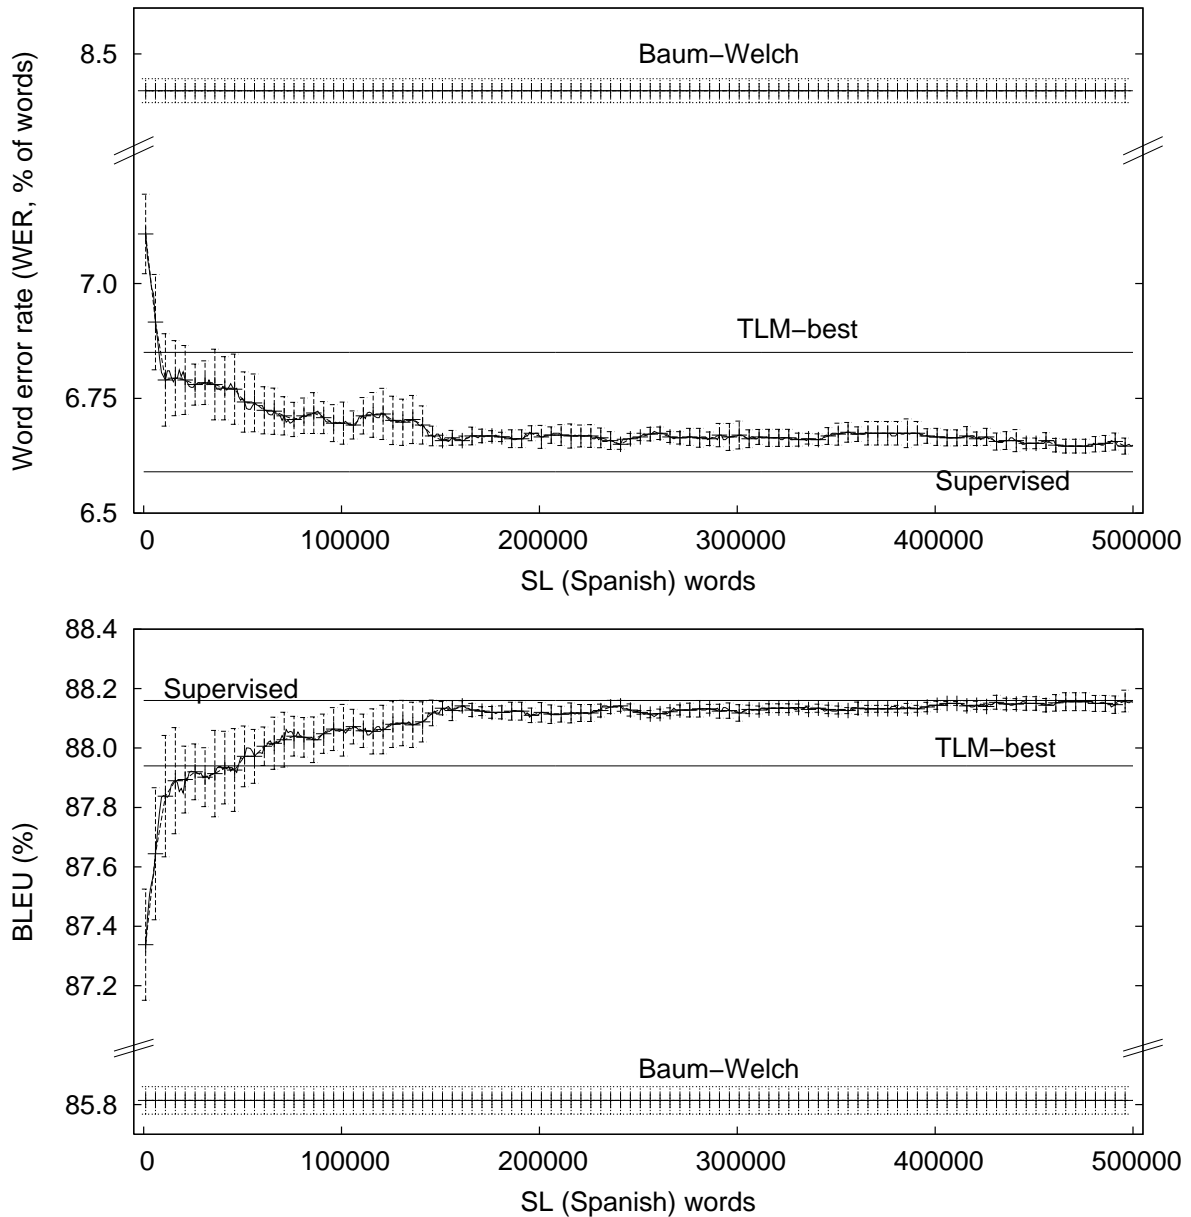 Word error rate (WER, % of words)
8.5
7.0
6.75
6.5
Baum−Welch
TLM−best
Supervised
0 100000 200000 300000 400000 500000
SL (Spanish) words
BLEU (%)
88.4
88.2
88.0
87.8
87.6
87.4
87.2
85.8
Supervised
TLM−best
Baum−Welch
0 100000 200000 300000 400000 500000
SL (Spanish) words